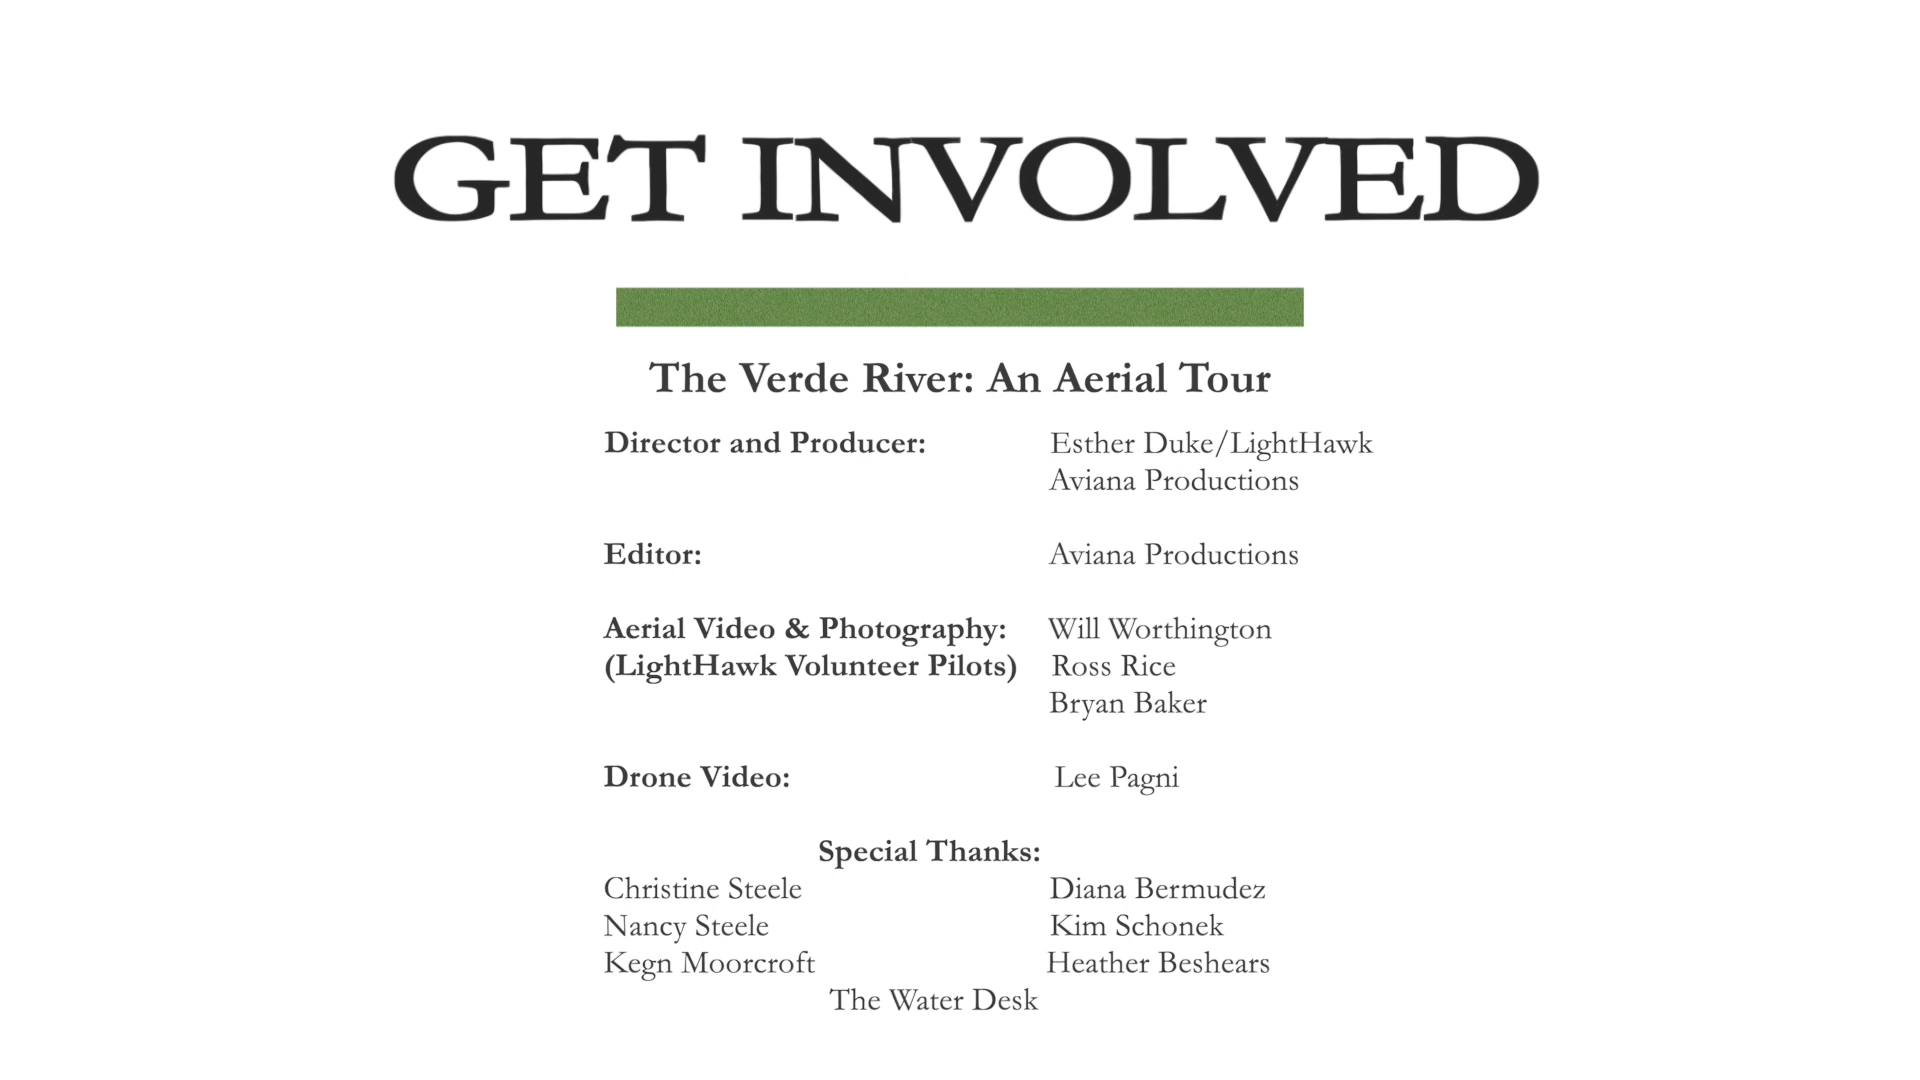 GET INVOLVED
The Verde River: An Aerial Tour
Director and Producer: Esther Duke/LightHawk
Aviana Productions
Editor: Aviana Productions
Aerial Video & Photography: Will Worthington
(LightHawk Volunteer Pilots) Ross Rice
Bryan Baker
Drone Video: Lee Pagni
Special Thanks:
Christine Steele Diana Bermudez
Nancy Steele Kim Schonek
Kegn Moorcroft Heather Beshears
The Water Desk